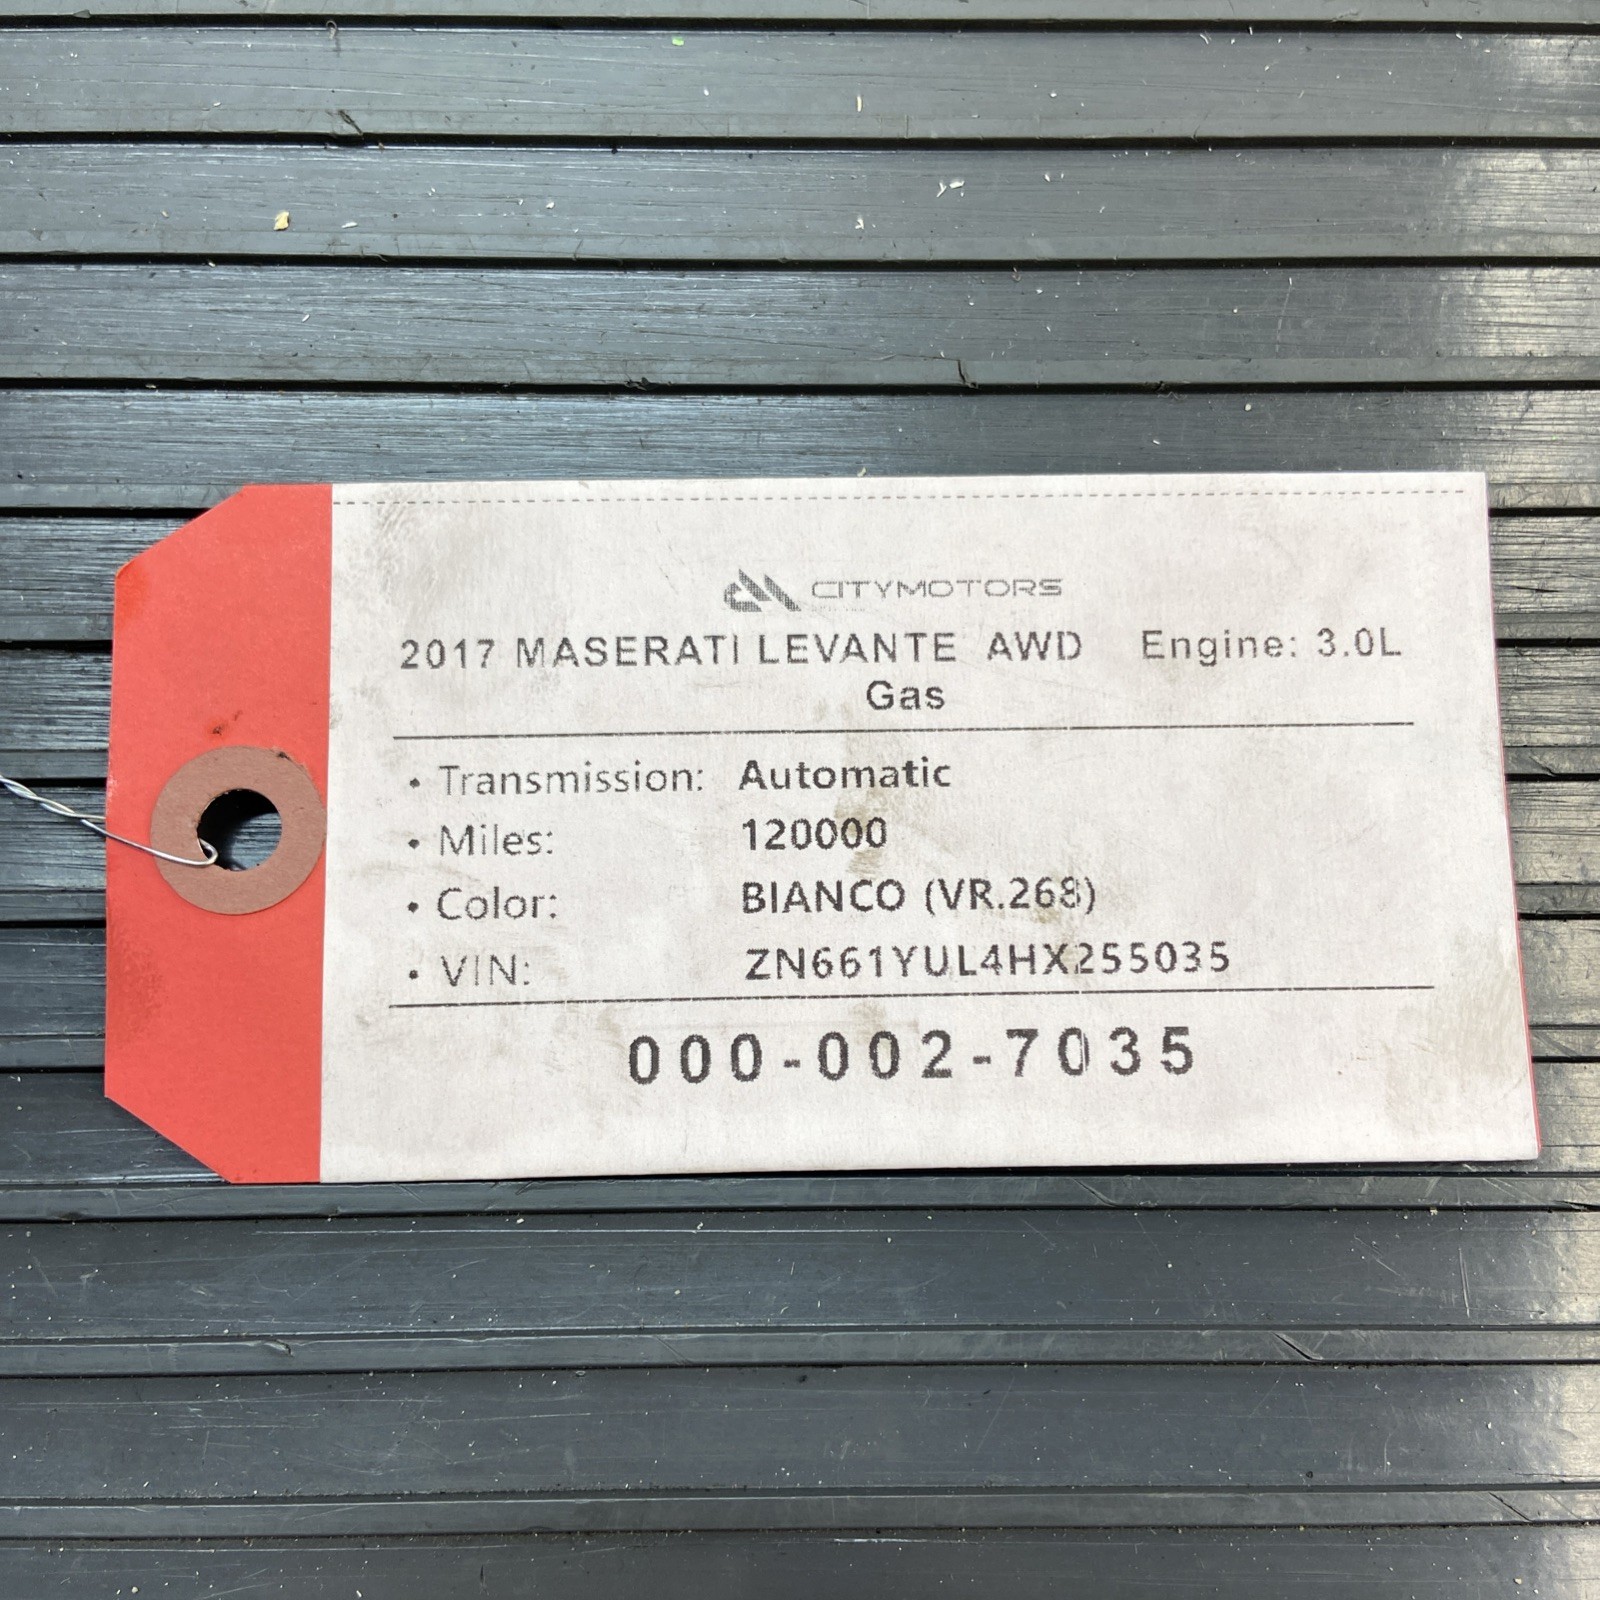 CITYMOTORS
2017 MASERATI LEVANTE AWD Engine: 3.0L
Gas
• Transmission: Automatic
• Miles: 120000
• Color: BIANCO (VR.268)
• VIN: ZN661YUL4HX255035
000-002-7035